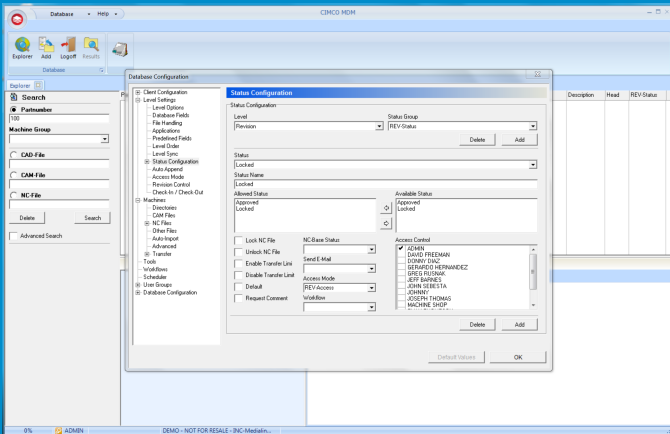 Database
Help
CIMCO MDM
Explorer
Add
Logoff
Results
Database
Explorer
Search
Partnumber
100
Machine Group
CAD-File
CAM-File
NC-File
Delete
Search
Advanced Search
Description
Head
REV-Status
Database Configuration
Client Configuration
Level Settings
Level Options
Database Fields
File Handling
Applications
Predefined Fields
Level Order
Level Sync
Status Configuration
Auto Append
Access Mode
Revision Control
Check-In / Check-Out
Machines
Directories
CAM Files
NC Files
Other Files
Auto-Import
Advanced
Transfer
Tools
Workflows
Scheduler
User Groups
Database Configuration
Status Configuration
Status Configuration
Level
Status Group
Revision
REV-Status
Delete
Add
Status
Locked
Status Name
Locked
Allowed Status
Available Status
Approved
Locked
Approved
Locked
Lock NC File
Unlock NC File
Enable Transfer Limi
Disable Transfer Limit
Default
Request Comment
NC-Base Status
Send E-Mail
Access Mode
REV-Access
Workflow
Access Control
ADMIN
DAVID FREEMAN
DONNY DIAZ
GERARDO HERNANDEZ
GREG RUSNAK
JEFF BARNES
JOHN SEBESTA
JOHNNY
JOSEPH THOMAS
MACHINE SHOP
Delete
Add
Default Values
OK
0%
ADMIN
DEMO - NOT FOR RESALE - INC-Medialin...